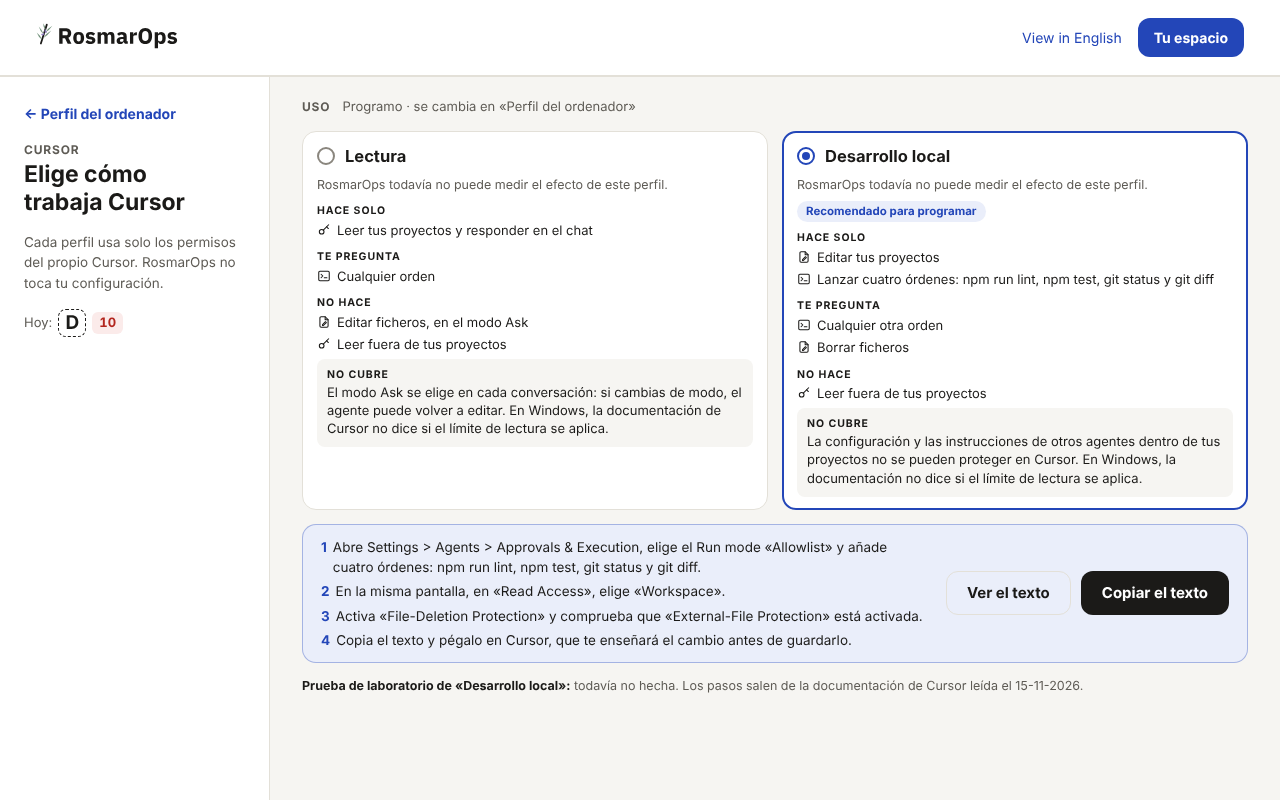 RosmarOps
View in English
Tu espacio
← Perfil del ordenador
CURSOR
Elige cómo
trabaja Cursor
Cada perfil usa solo los permisos
del propio Cursor. RosmarOps no
toca tu configuración.
Hoy: D 10
USO Programo · se cambia en «Perfil del ordenador»
Lectura
RosmarOps todavía no puede medir el efecto de este perfil.
HACE SOLO
Leer tus proyectos y responder en el chat
TE PREGUNTA
Cualquier orden
NO HACE
Editar ficheros, en el modo Ask
Leer fuera de tus proyectos
NO CUBRE
El modo Ask se elige en cada conversación: si cambias de modo, el
agente puede volver a editar. En Windows, la documentación de
Cursor no dice si el límite de lectura se aplica.
Desarrollo local
RosmarOps todavía no puede medir el efecto de este perfil.
Recomendado para programar
HACE SOLO
Editar tus proyectos
Lanzar cuatro órdenes: npm run lint, npm test, git status y git diff
TE PREGUNTA
Cualquier otra orden
Borrar ficheros
NO HACE
Leer fuera de tus proyectos
NO CUBRE
La configuración y las instrucciones de otros agentes dentro de tus
proyectos no se pueden proteger en Cursor. En Windows, la
documentación no dice si el límite de lectura se aplica.
1 Abre Settings > Agents > Approvals & Execution, elige el Run mode «Allowlist» y añade
cuatro órdenes: npm run lint, npm test, git status y git diff.
2 En la misma pantalla, en «Read Access», elige «Workspace».
3 Activa «File-Deletion Protection» y comprueba que «External-File Protection» está activada.
4 Copia el texto y pégalo en Cursor, que te enseñará el cambio antes de guardarlo.
Ver el texto
Copiar el texto
Prueba de laboratorio de «Desarrollo local»: todavía no hecha. Los pasos salen de la documentación de Cursor leída el 15-11-2026.